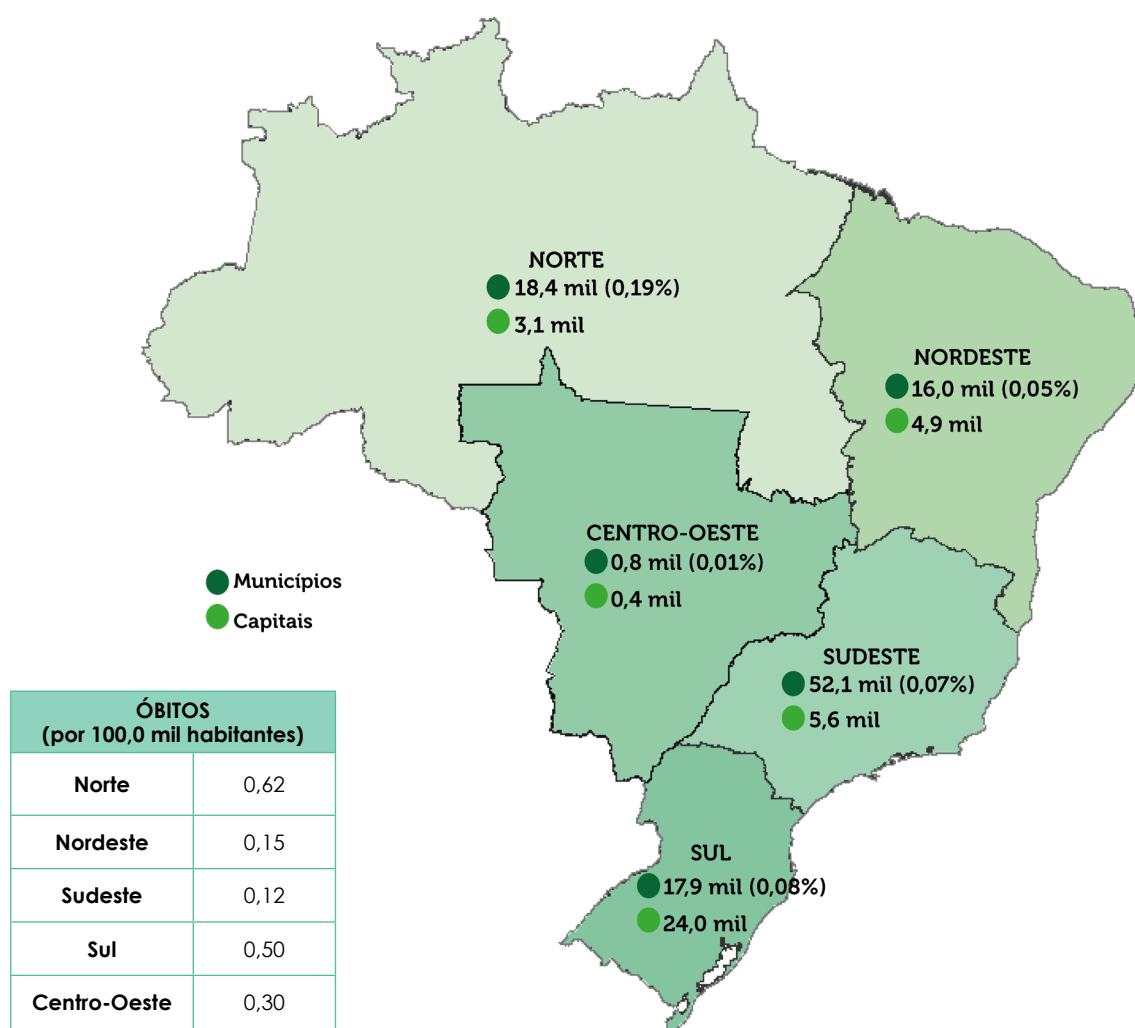 NORTE
18,4 mil (0,19%)
3,1 mil
NORDESTE
16,0 mil (0,05%)
4,9 mil
CENTRO-OESTE
0,8 mil (0,01%)
0,4 mil
Municípios
Capitais
SUDESTE
52,1 mil (0,07%)
5,6 mil
SUL
17,9 mil (0,08%)
24,0 mil
ÓBITOS
(por 100,0 mil habitantes)
Norte 0,62
Nordeste 0,15
Sudeste 0,12
Sul 0,50
Centro-Oeste 0,30